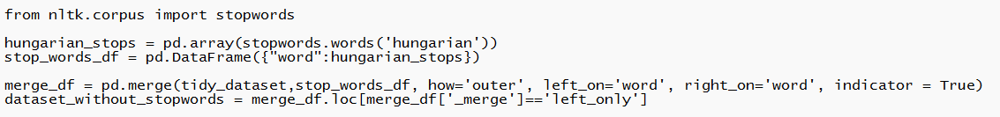 from nltk.corpus import stopwords
hungarian_stops = pd.array(stopwords.words('hungarian'))
stop_words_df = pd.DataFrame({"word":hungarian_stops})
merge_df = pd.merge(tidy_dataset,stop_words_df, how='outer', left_on='word', right_on='word', indicator = True)
dataset_without_stopwords = merge_df.loc[merge_df['_merge']=='left_only']